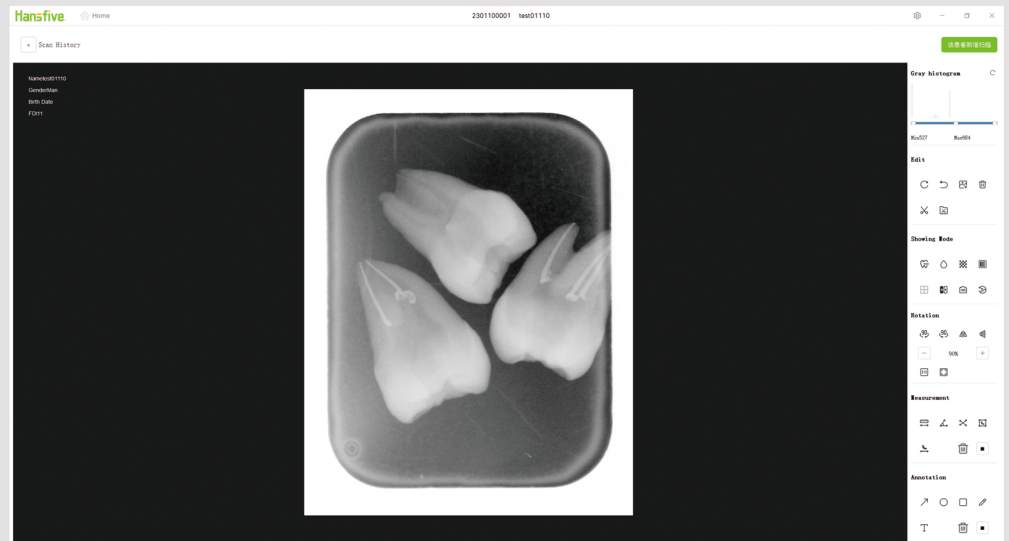 Hansfive
Home
2301100001 test01110
< Scan History
该患者新增扫描
Nametest01110
GenderMan
Birth Date
FDI11
Gray histogram
Min527 Max684
Edit
Showing Mode
Rotation
90%
Measurement
Annotation
T